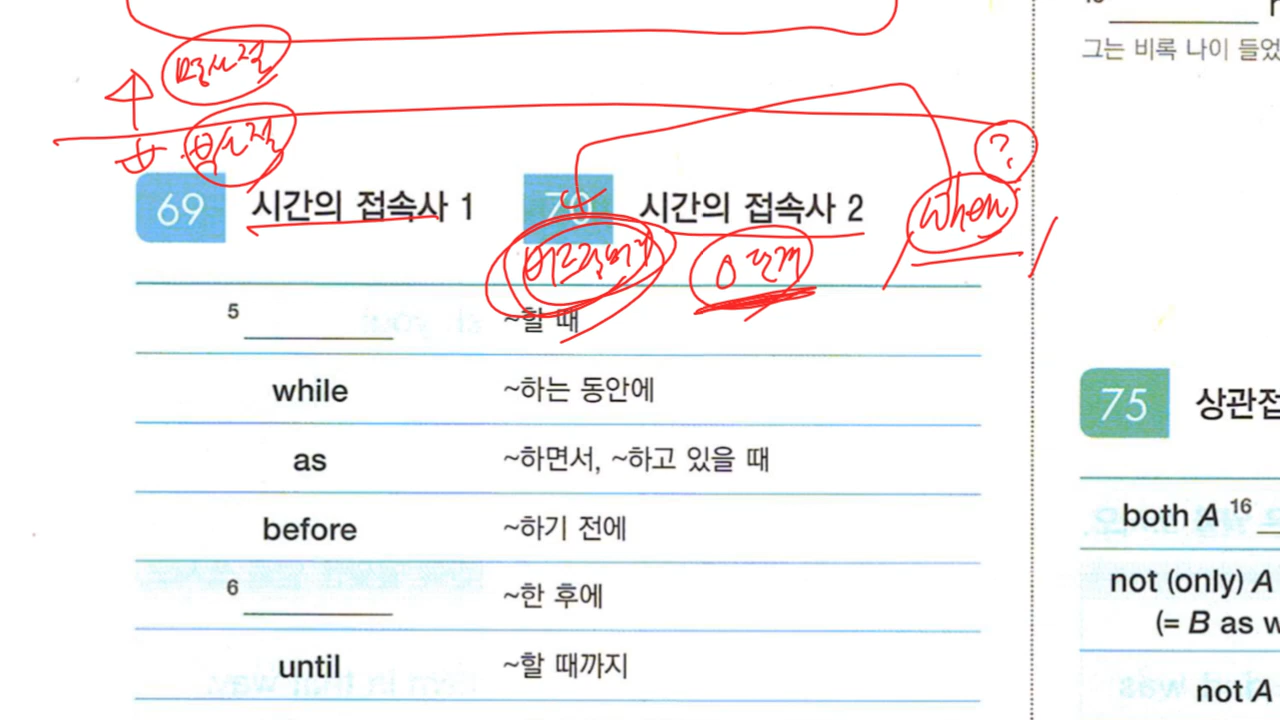 명사절
부사절
?
when
69 시간의 접속사 1 70 시간의 접속사 2
5 ~할 때
while ~하는 동안에
as ~하면서, ~하고 있을 때
before ~하기 전에
6 ~한 후에
until ~할 때까지
그는 비록 나이 들었
75 상관접
both A 16
not (only) A
(= B as w
not A